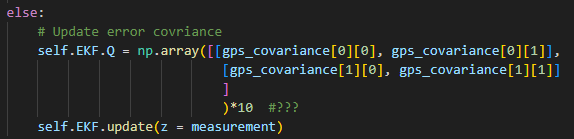 else:
# Update error covriance
self.EKF.Q = np.array([[gps_covariance[0][0], gps_covariance[0][1]],
[gps_covariance[1][0], gps_covariance[1][1]]
]
)*10  #???
self.EKF.update(z = measurement)